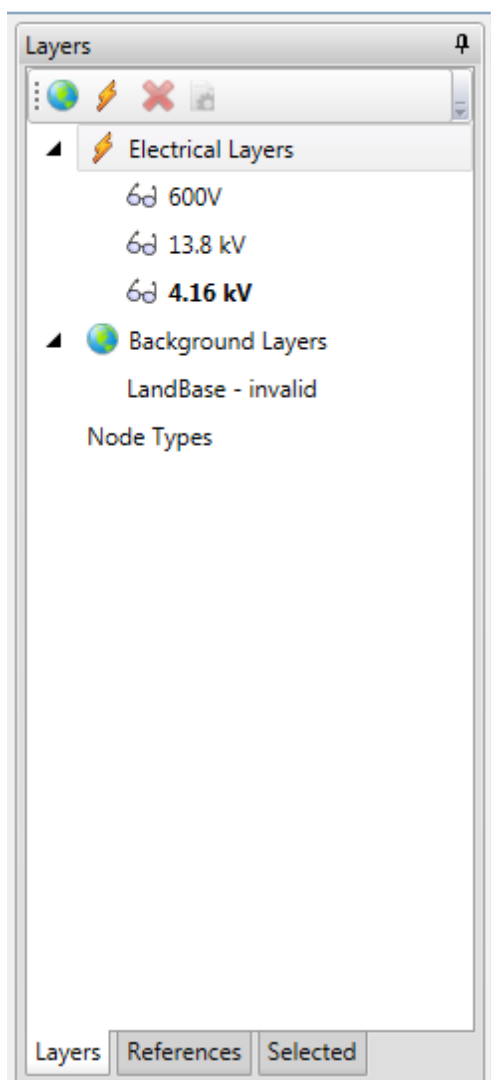 Layers
Electrical Layers
600V
13.8 kV
4.16 kV
Background Layers
LandBase - invalid
Node Types
Layers References Selected